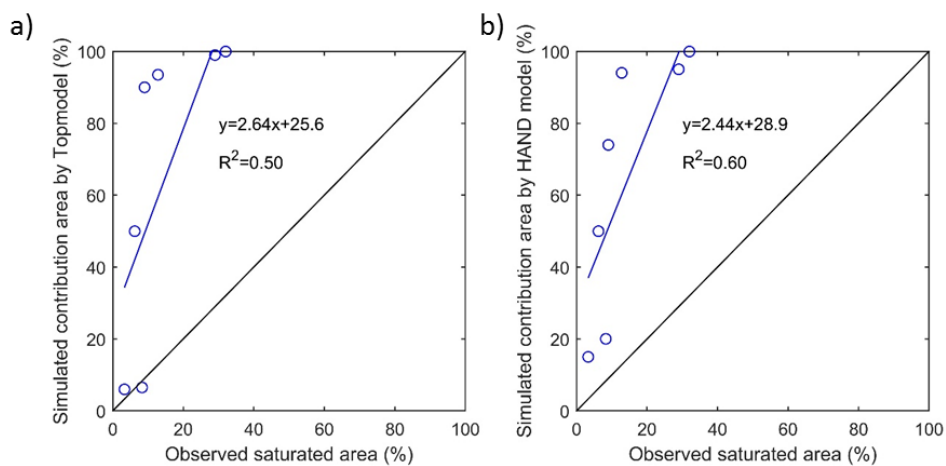 a)
Simulated contribution area by Topmodel (%)
100
80
60
40
20
0
y=2.64x+25.6
R²=0.50
0 20 40 60 80 100
Observed saturated area (%)
b)
Simulated contribution area by HAND model (%)
100
80
60
40
20
0
y=2.44x+28.9
R²=0.60
0 20 40 60 80 100
Observed saturated area (%)